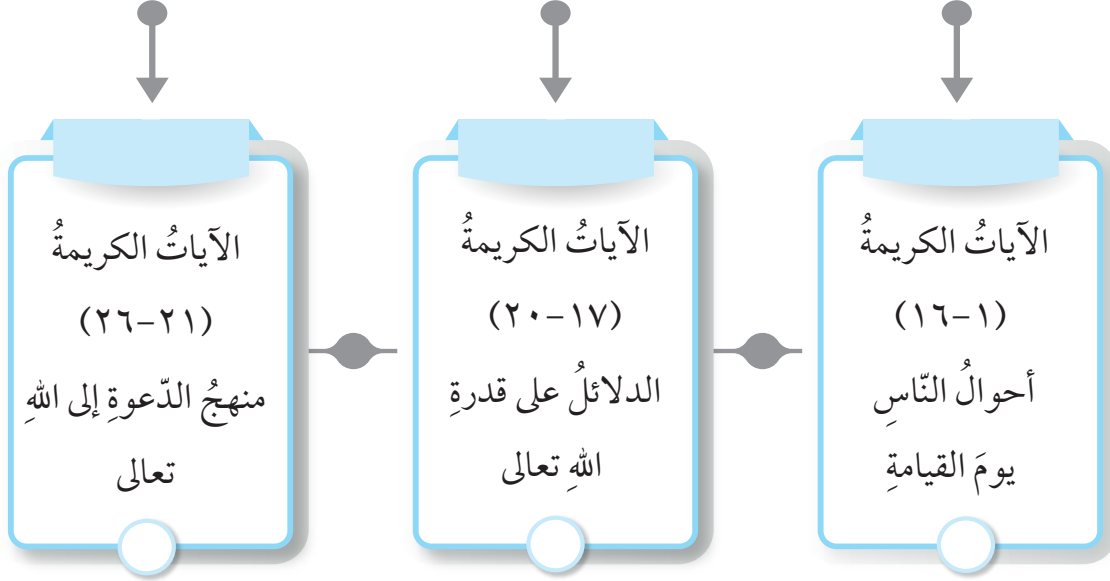 الآياتُ الكريمةُ
(١-١٦)
أحوالُ النّاسِ
يومَ القيامةِ
الآياتُ الكريمةُ
(١٧-٢٠)
الدلائلُ على قدرةِ
اللهِ تعالى
الآياتُ الكريمةُ
(٢١-٢٦)
منهجُ الدّعوةِ إلى اللهِ
تعالى